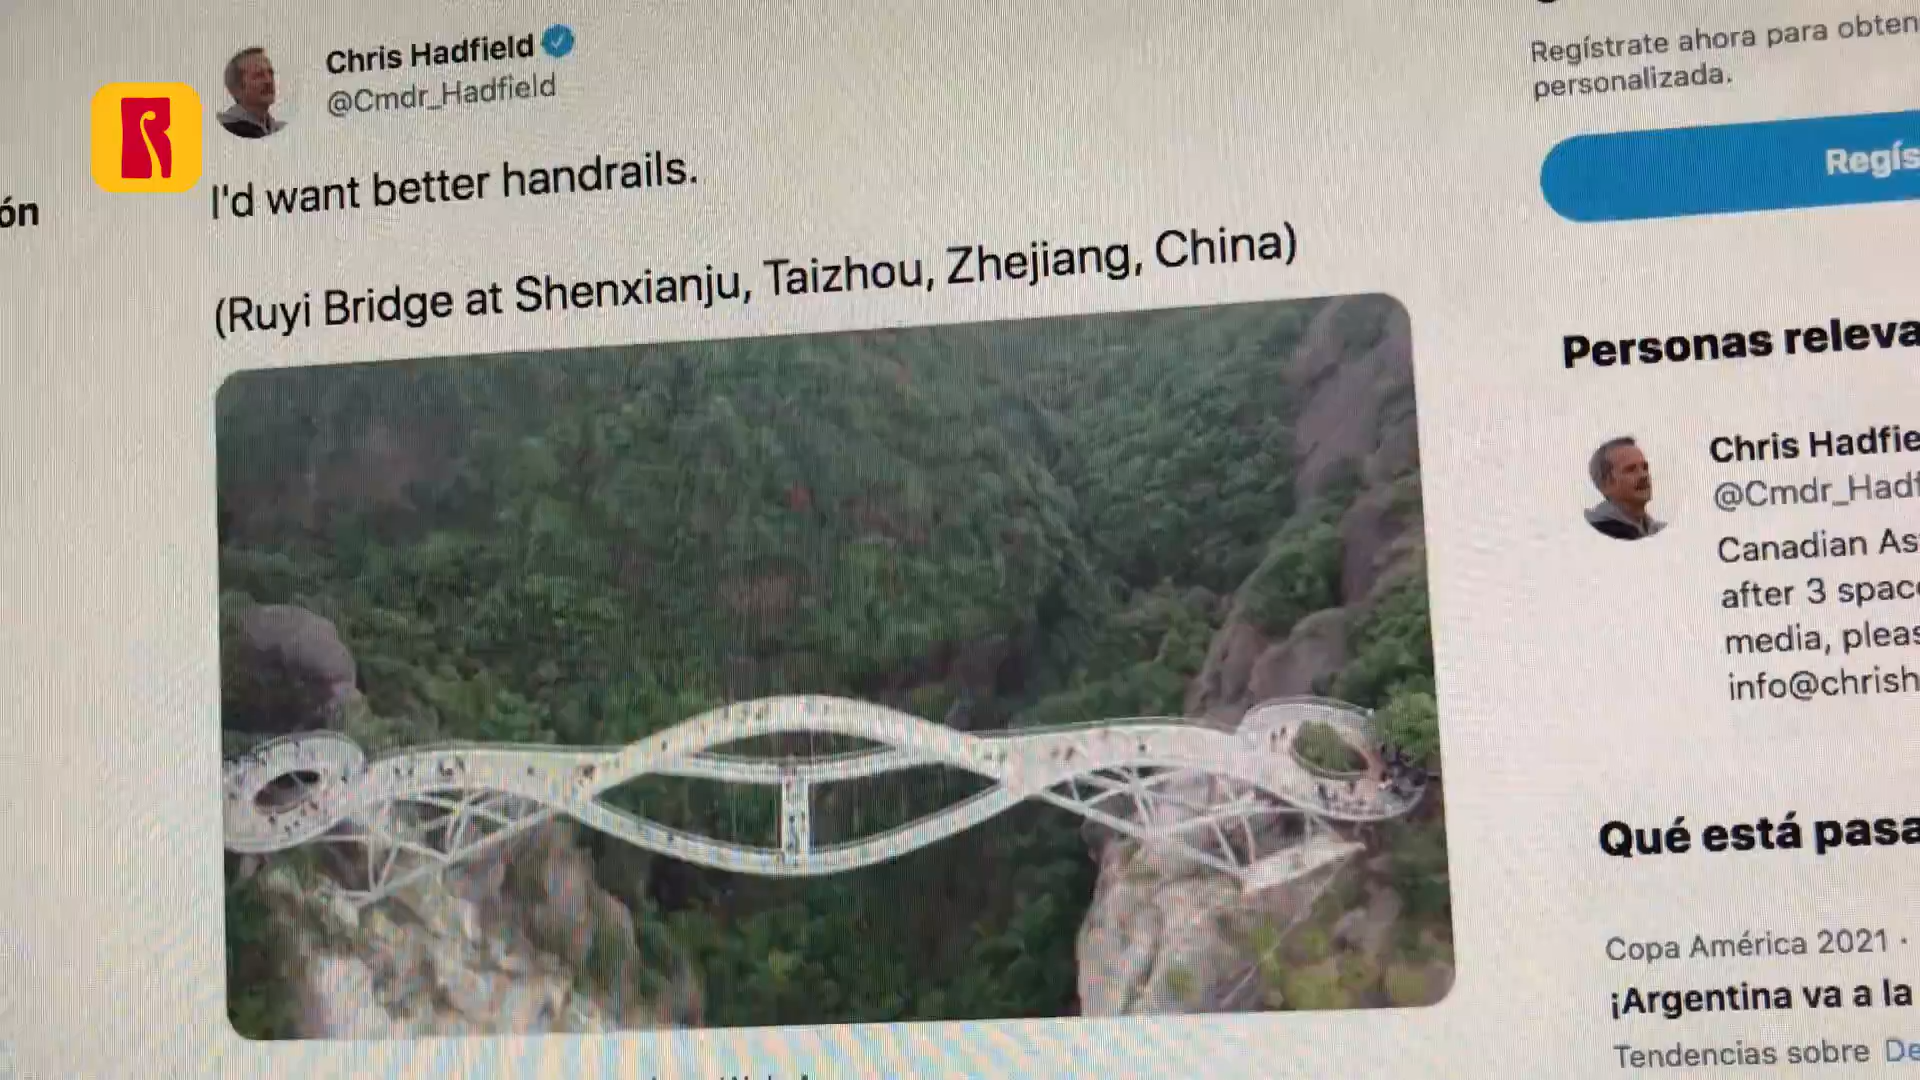 Chris Hadfield
@Cmdr_Hadfield
I'd want better handrails.
(Ruyi Bridge at Shenxianju, Taizhou, Zhejiang, China)
ón
Regístrate ahora para obten
personalizada.
Regís
Personas releva
Chris Hadfie
@Cmdr_Hadf
Canadian As
after 3 spac
media, pleas
info@chrish
Qué está pasa
Copa América 2021 ·
¡Argentina va a la
Tendencias sobre De